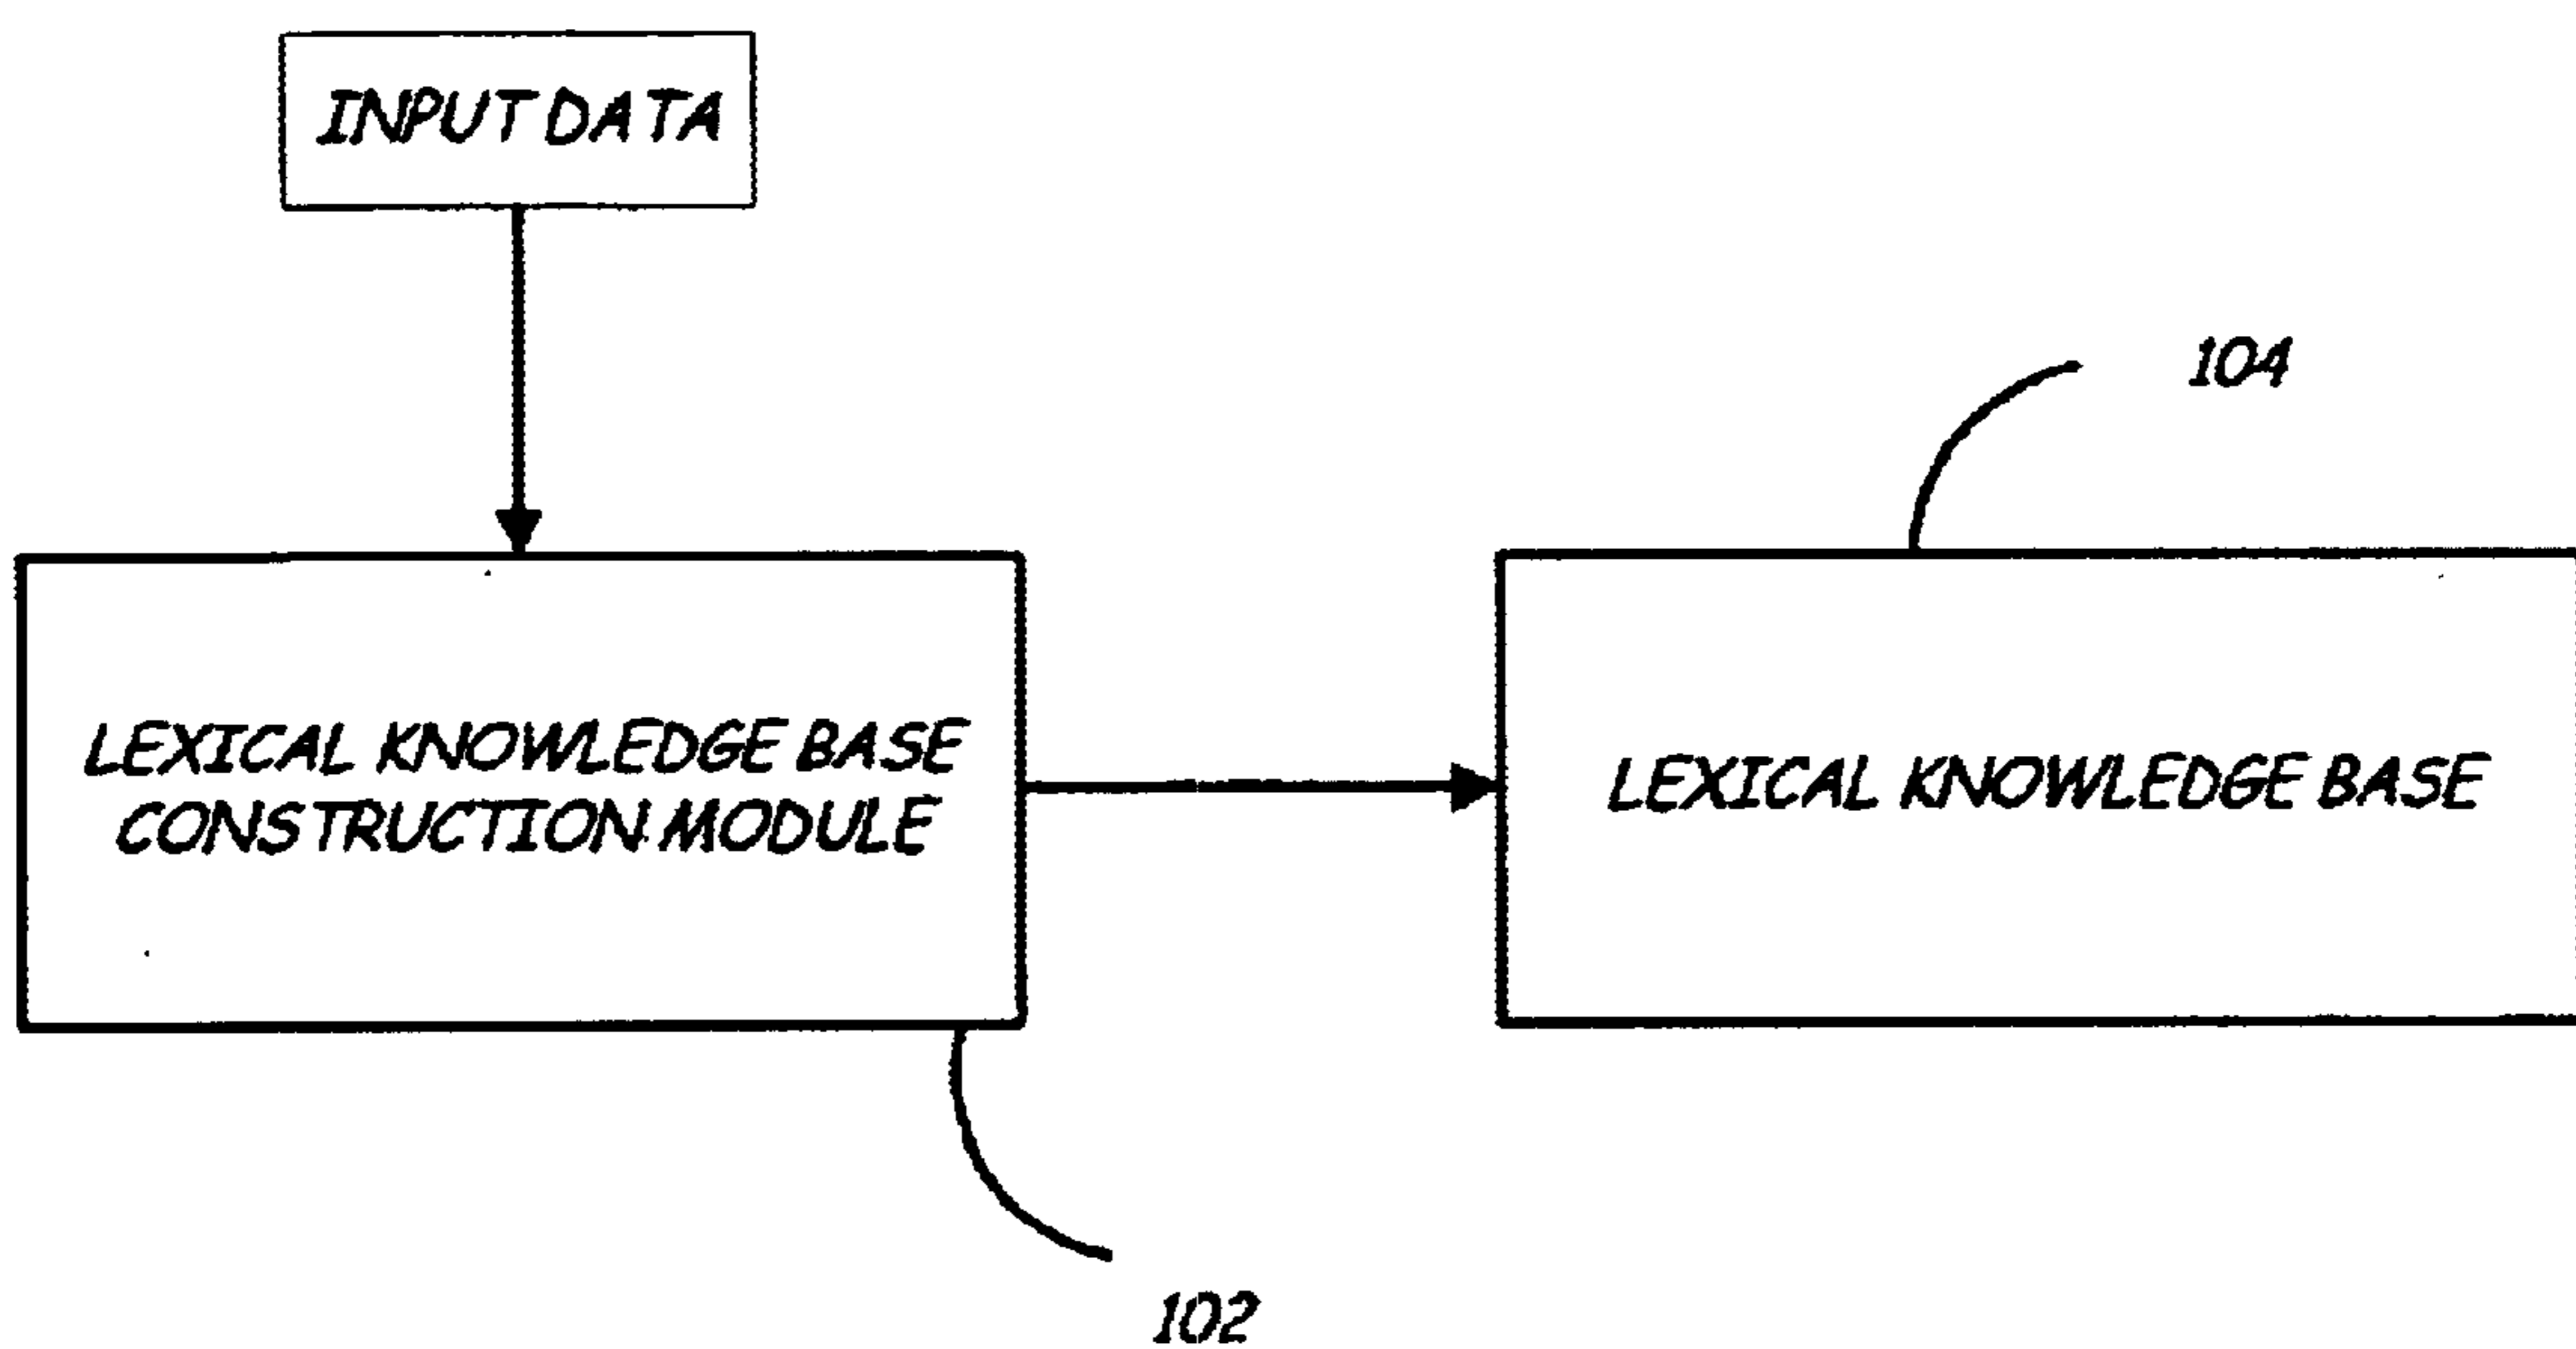 INPUT DATA
104
LEXICAL KNOWLEDGE BASE
CONSTRUCTION MODULE
LEXICAL KNOWLEDGE BASE
102